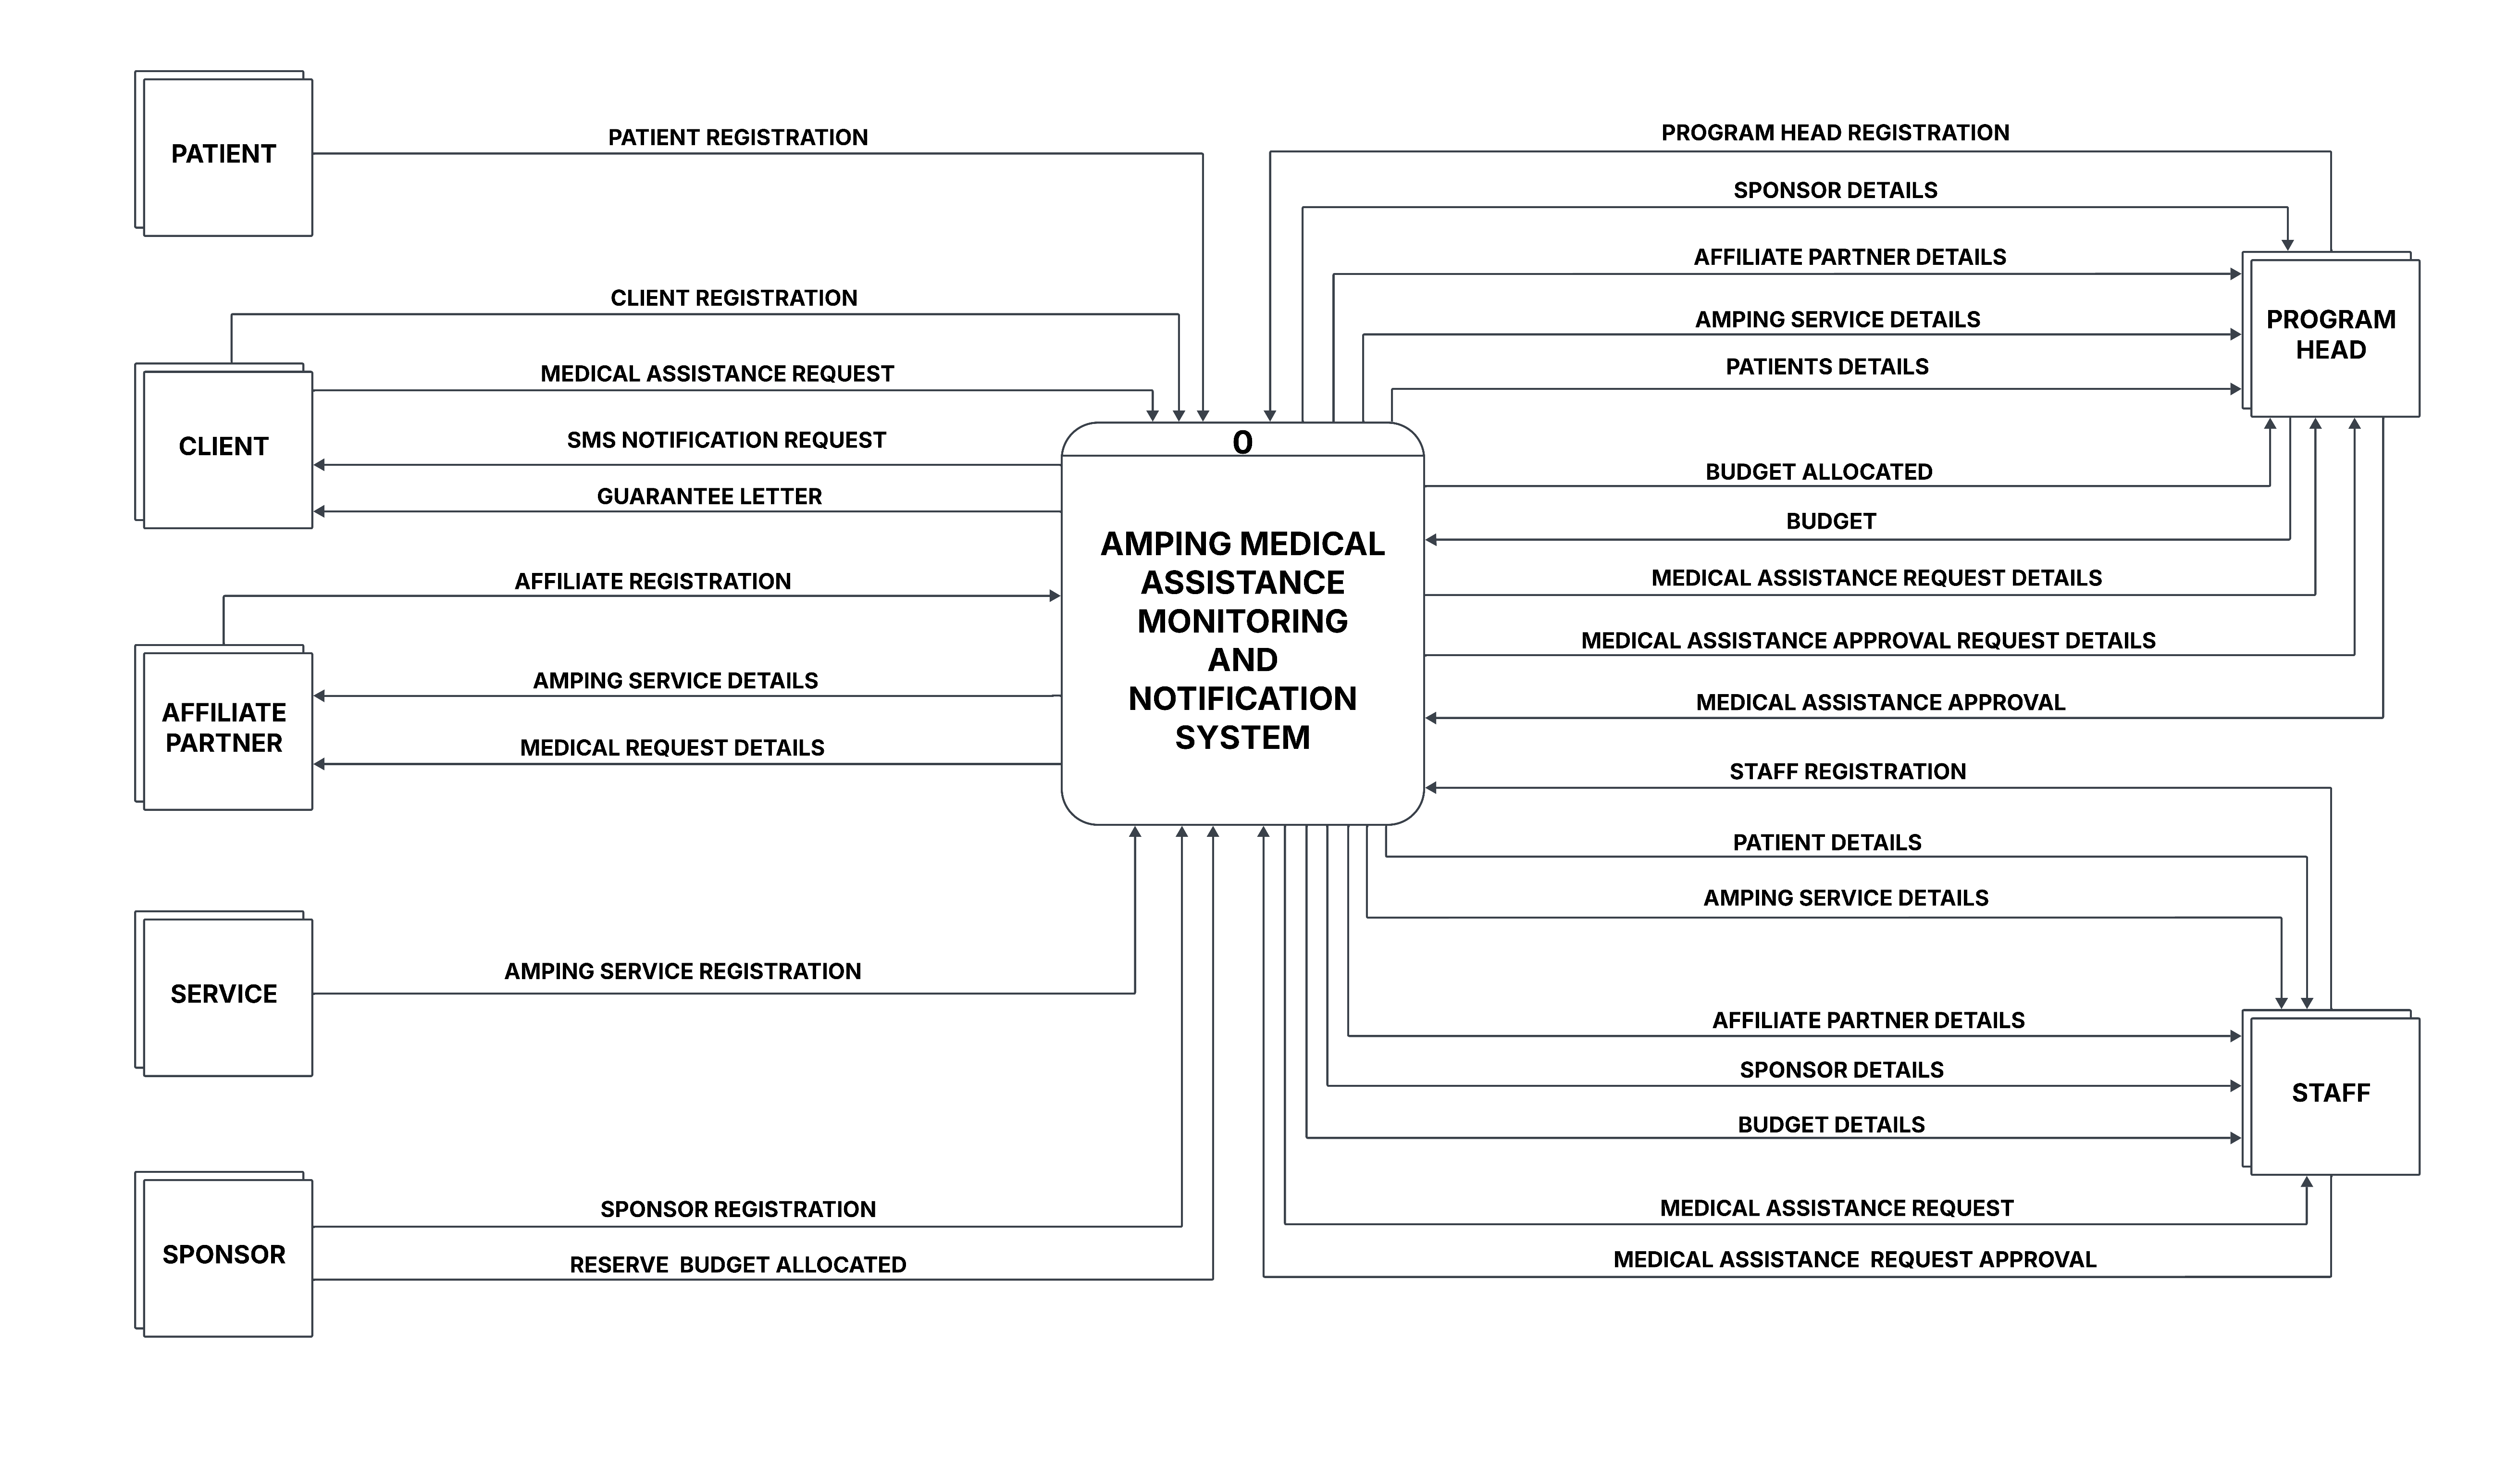 PATIENT
PATIENT REGISTRATION
CLIENT REGISTRATION
CLIENT
MEDICAL ASSISTANCE REQUEST
SMS NOTIFICATION REQUEST
GUARANTEE LETTER
AFFILIATE REGISTRATION
AFFILIATE
PARTNER
AMPING SERVICE DETAILS
MEDICAL REQUEST DETAILS
SERVICE
AMPING SERVICE REGISTRATION
SPONSOR
SPONSOR REGISTRATION
RESERVE  BUDGET ALLOCATED
0
AMPING MEDICAL
ASSISTANCE
MONITORING
AND
NOTIFICATION
SYSTEM
PROGRAM HEAD REGISTRATION
SPONSOR DETAILS
AFFILIATE PARTNER DETAILS
AMPING SERVICE DETAILS
PATIENTS DETAILS
PROGRAM
HEAD
BUDGET ALLOCATED
BUDGET
MEDICAL ASSISTANCE REQUEST DETAILS
MEDICAL ASSISTANCE APPROVAL REQUEST DETAILS
MEDICAL ASSISTANCE APPROVAL
STAFF REGISTRATION
PATIENT DETAILS
AMPING SERVICE DETAILS
AFFILIATE PARTNER DETAILS
SPONSOR DETAILS
BUDGET DETAILS
STAFF
MEDICAL ASSISTANCE REQUEST
MEDICAL ASSISTANCE  REQUEST APPROVAL